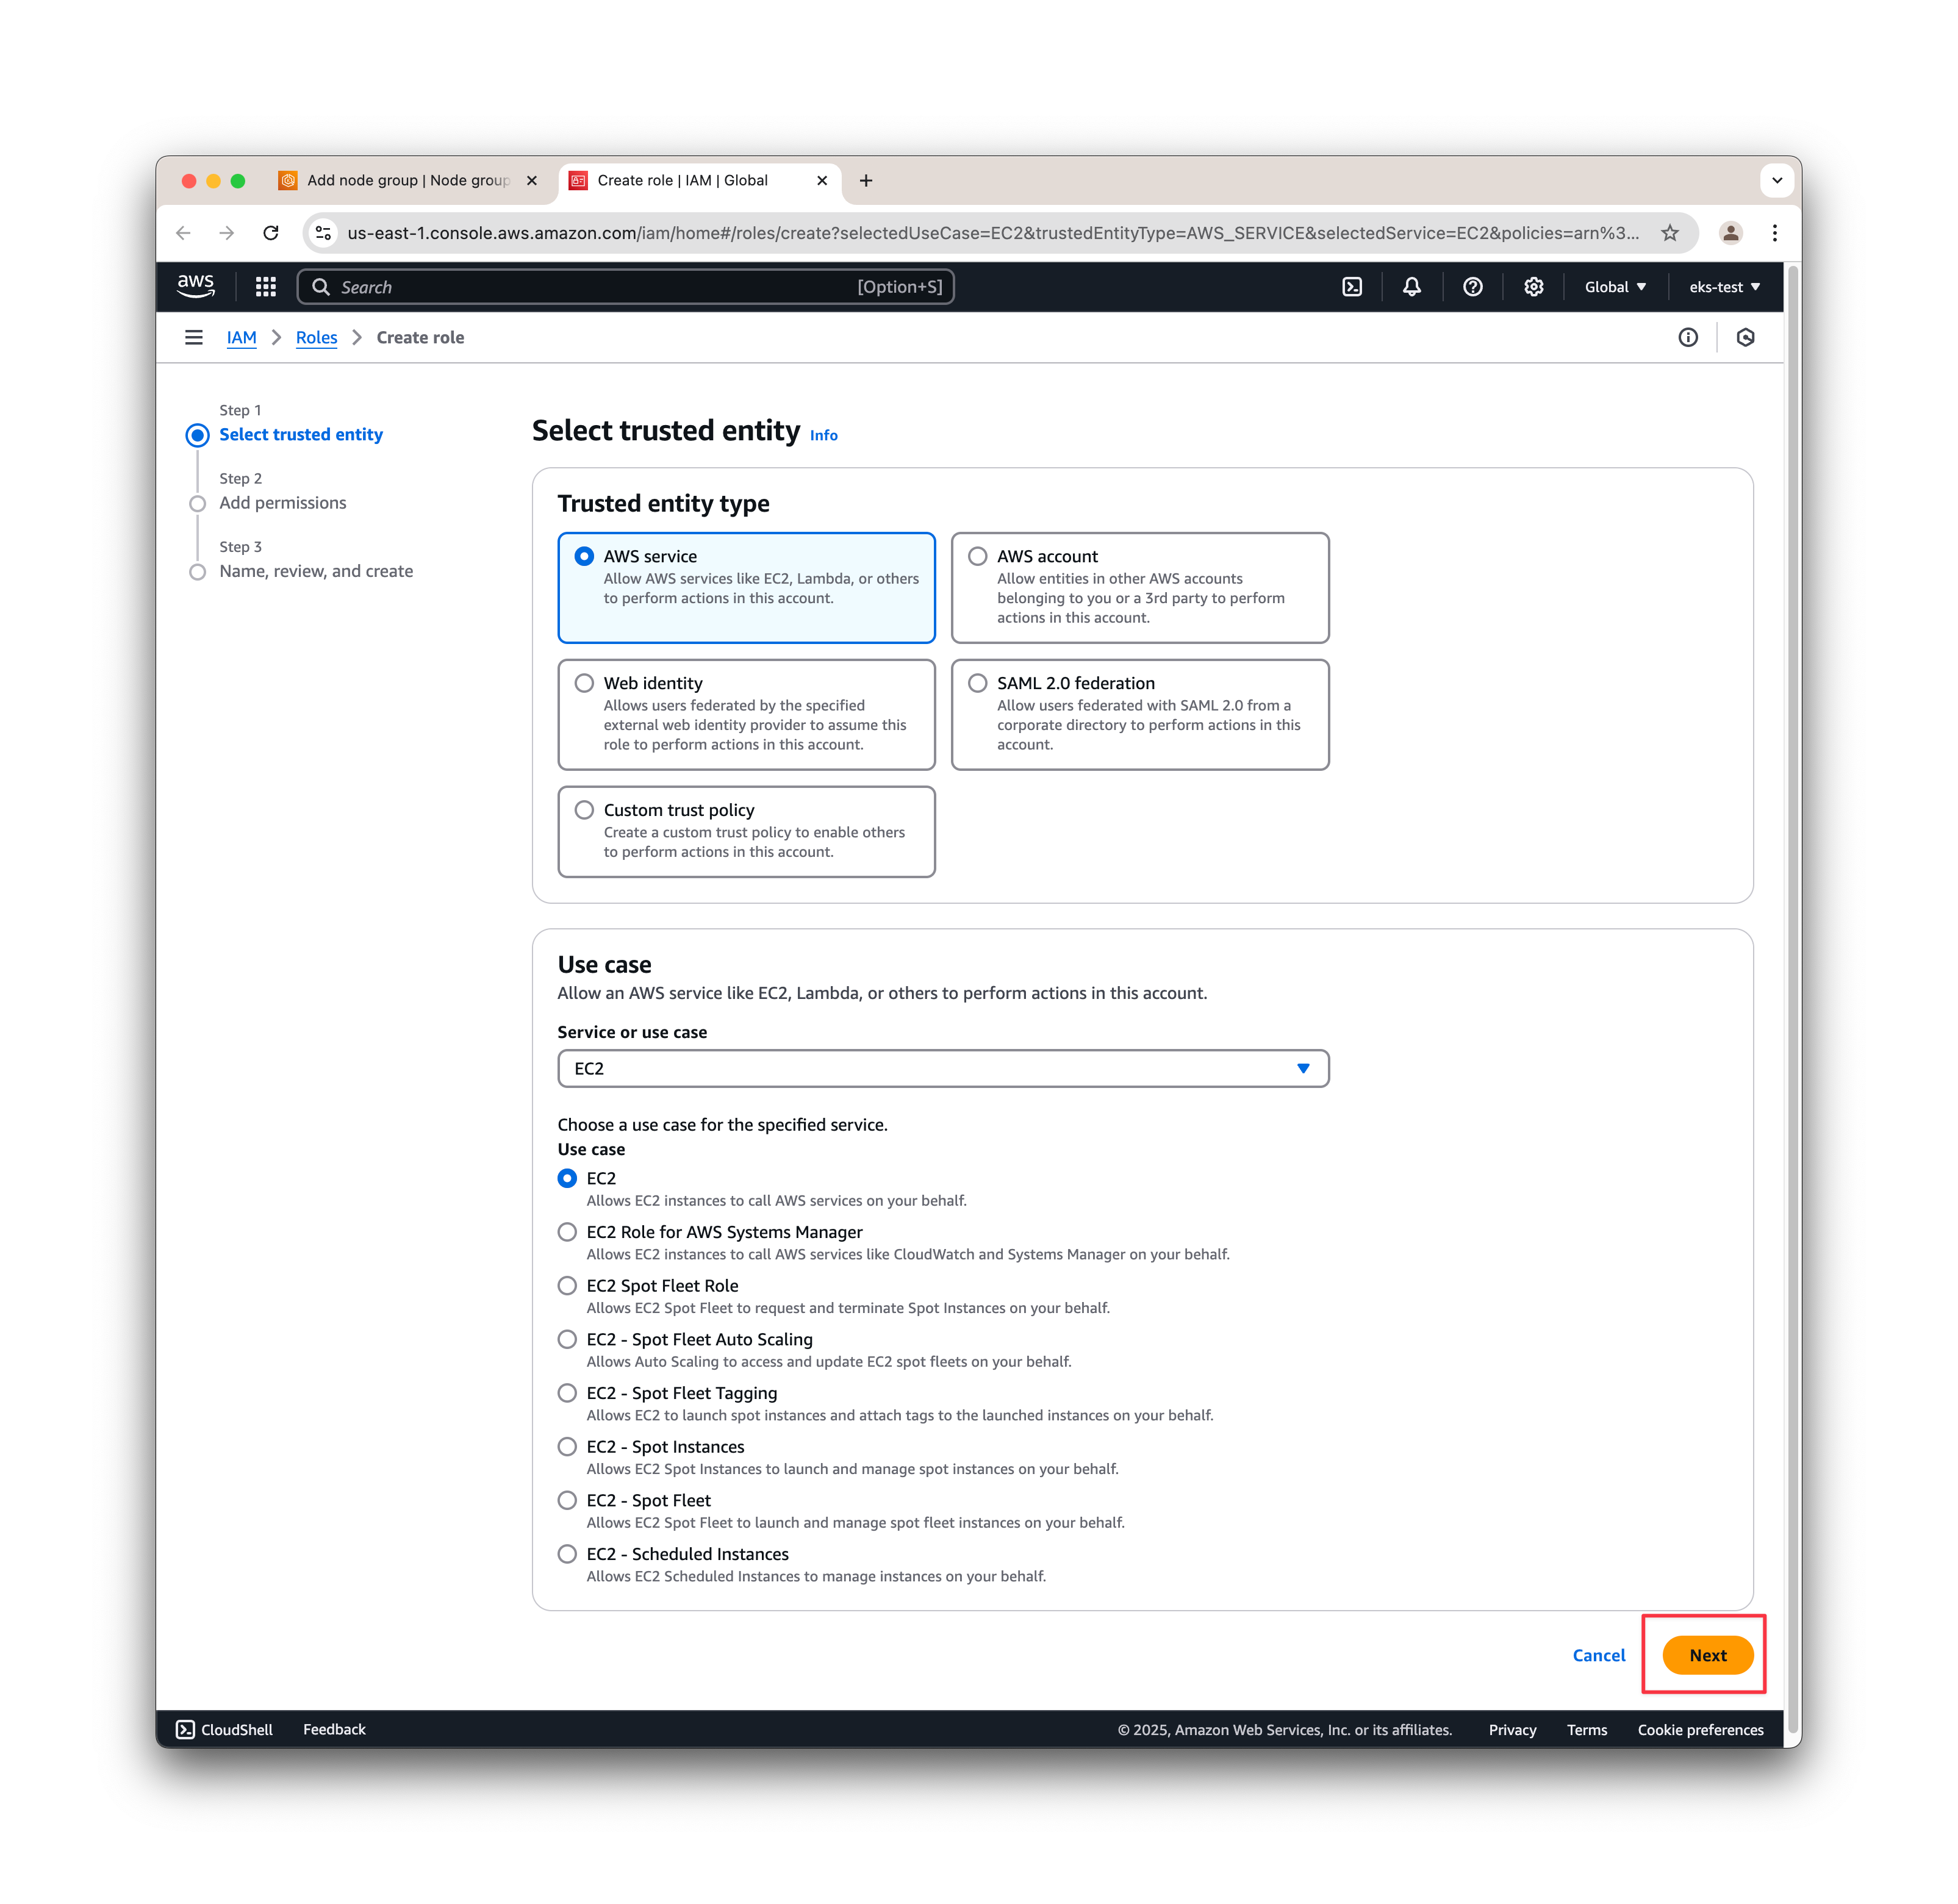 Add node group | Node group
Create role | IAM | Global
us-east-1.console.aws.amazon.com/iam/home#/roles/create?selectedUseCase=EC2&trustedEntityType=AWS_SERVICE&selectedService=EC2&policies=arn%3...
aws
Search
[Option+S]
Global
eks-test
IAM
Roles
Create role
Step 1
Select trusted entity
Step 2
Add permissions
Step 3
Name, review, and create
Select trusted entity Info
Trusted entity type
AWS service
Allow AWS services like EC2, Lambda, or others
to perform actions in this account.
AWS account
Allow entities in other AWS accounts
belonging to you or a 3rd party to perform
actions in this account.
Web identity
Allows users federated by the specified
external web identity provider to assume this
role to perform actions in this account.
SAML 2.0 federation
Allow users federated with SAML 2.0 from a
corporate directory to perform actions in this
account.
Custom trust policy
Create a custom trust policy to enable others
to perform actions in this account.
Use case
Allow an AWS service like EC2, Lambda, or others to perform actions in this account.
Service or use case
EC2
Choose a use case for the specified service.
Use case
EC2
Allows EC2 instances to call AWS services on your behalf.
EC2 Role for AWS Systems Manager
Allows EC2 instances to call AWS services like CloudWatch and Systems Manager on your behalf.
EC2 Spot Fleet Role
Allows EC2 Spot Fleet to request and terminate Spot Instances on your behalf.
EC2 - Spot Fleet Auto Scaling
Allows Auto Scaling to access and update EC2 spot fleets on your behalf.
EC2 - Spot Fleet Tagging
Allows EC2 to launch spot instances and attach tags to the launched instances on your behalf.
EC2 - Spot Instances
Allows EC2 Spot Instances to launch and manage spot instances on your behalf.
EC2 - Spot Fleet
Allows EC2 Spot Fleet to launch and manage spot fleet instances on your behalf.
EC2 - Scheduled Instances
Allows EC2 Scheduled Instances to manage instances on your behalf.
Cancel
Next
CloudShell
Feedback
© 2025, Amazon Web Services, Inc. or its affiliates.
Privacy
Terms
Cookie preferences